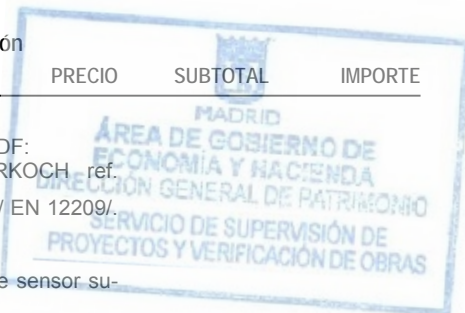 ón
PRECIO SUBTOTAL IMPORTE
MADRID
ÁREA DE GOBIERNO DE
DF:
ECONOMÍA Y HACIENDA
RKOCH ref.
DIRECCIÓN GENERAL DE PATRIMONIO
/ EN 12209/.
SERVICIO DE SUPERVISIÓN DE
PROYECTOS Y VERIFICACIÓN DE OBRAS
e sensor su-